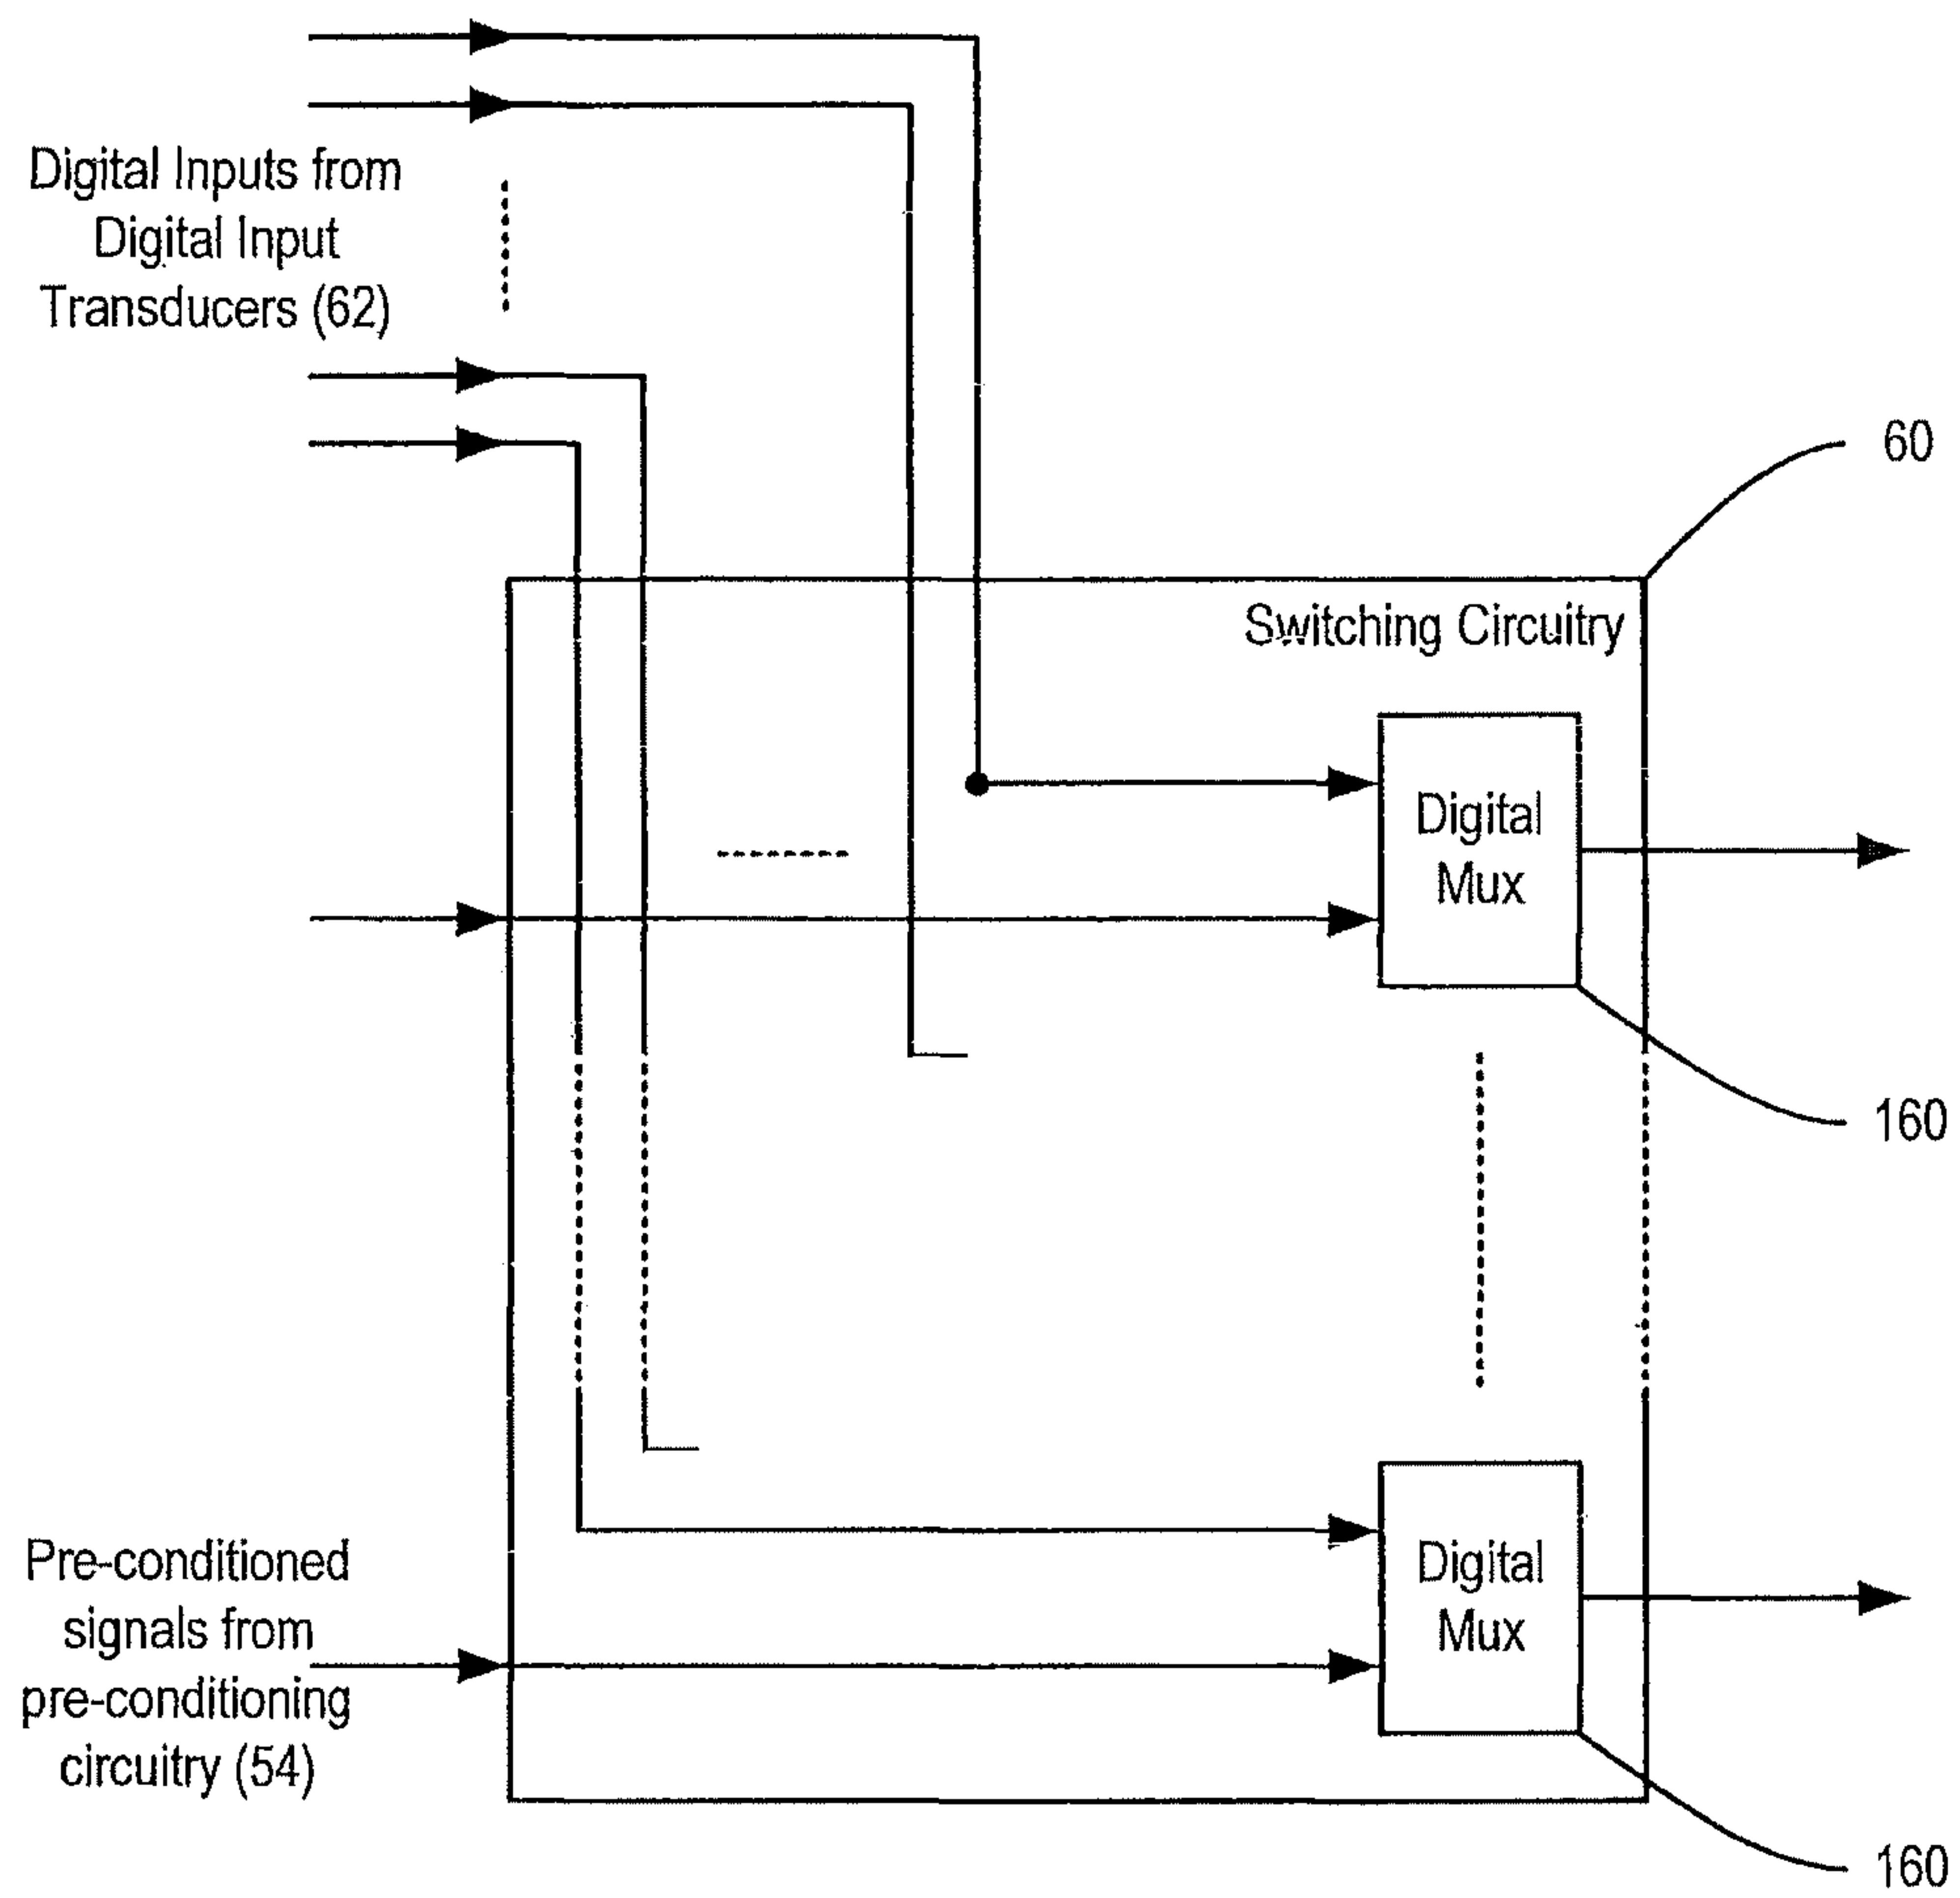 Digital Inputs from
Digital Input
Transducers (62)
60
Switching Circuitry
Digital
Mux
160
Pre-conditioned
signals from
pre-conditioning
circuitry (54)
Digital
Mux
160